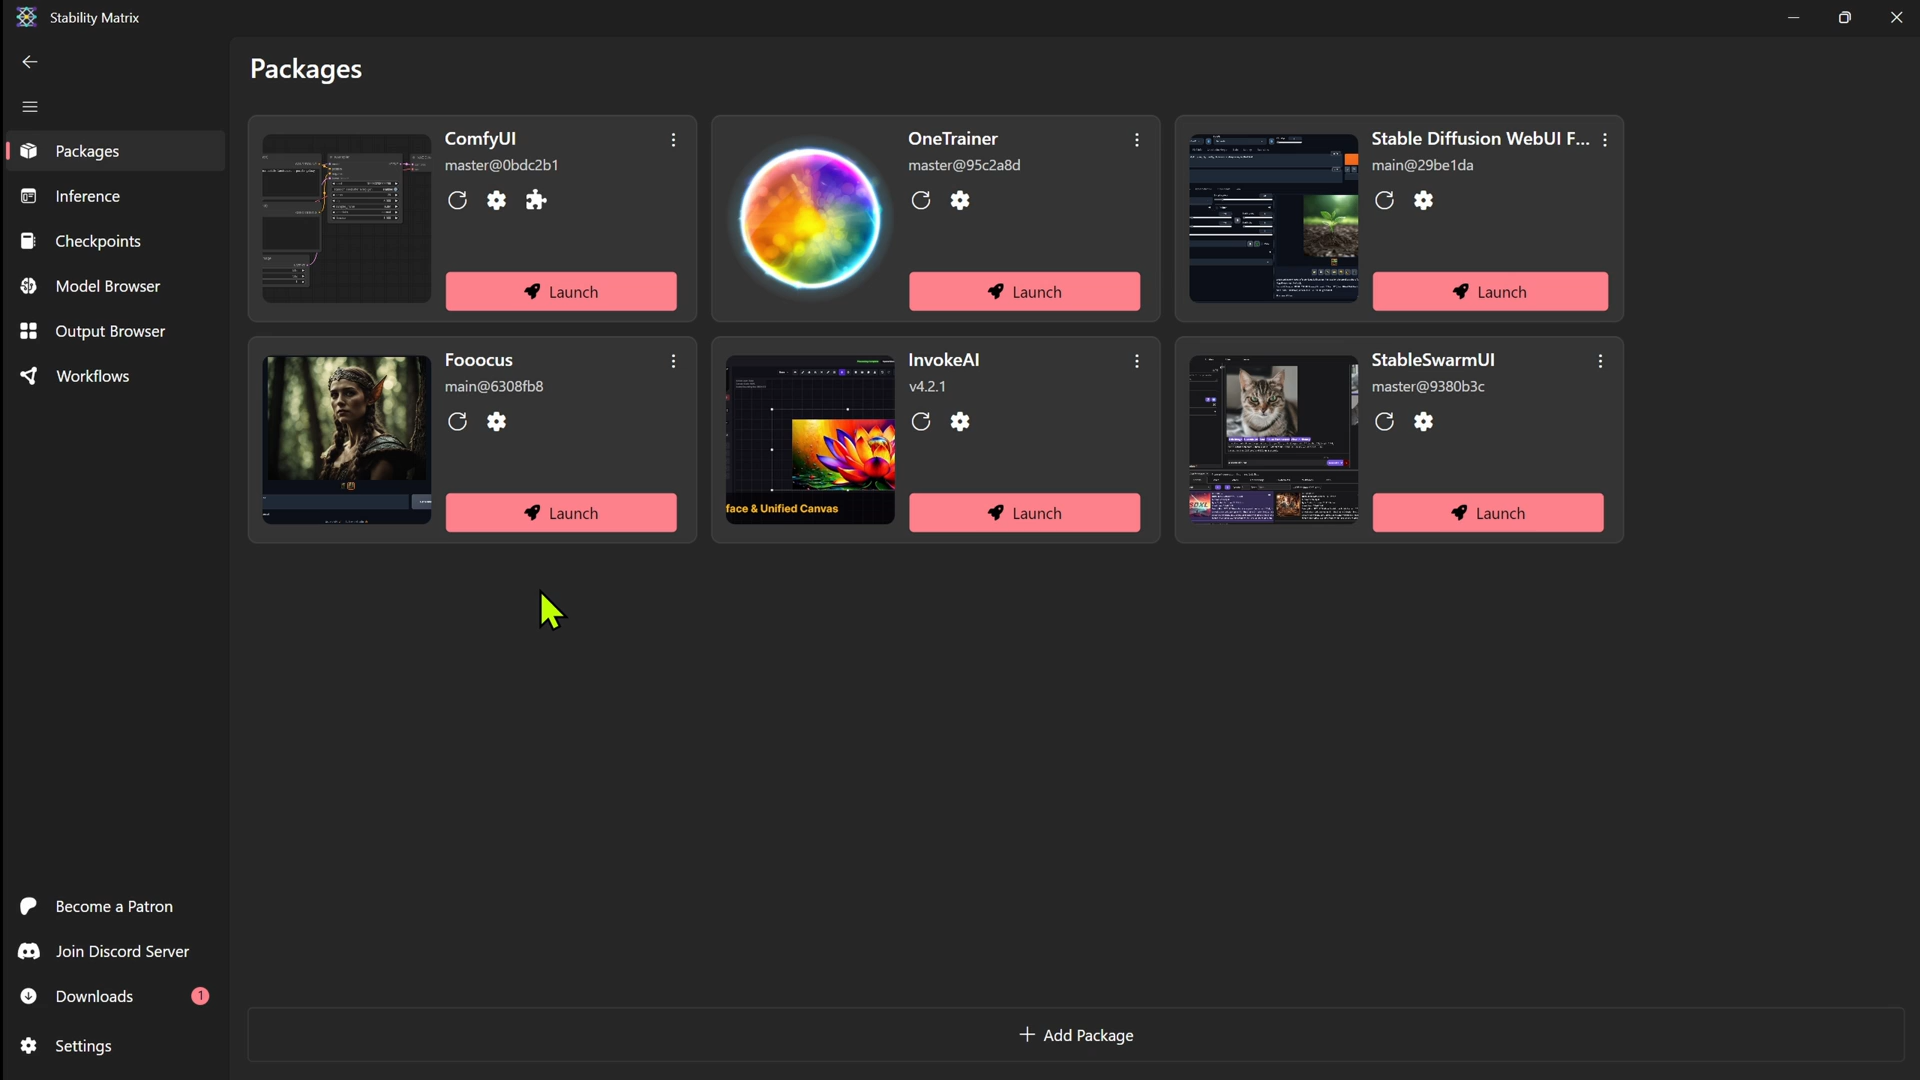 Stability Matrix
Packages
Packages
Inference
Checkpoints
Model Browser
Output Browser
Workflows
ComfyUI
master@0bdc2b1
Launch
OneTrainer
master@95c2a8d
Launch
Stable Diffusion WebUI F...
main@29be1da
Launch
Fooocus
main@6308fb8
Launch
InvokeAI
v4.2.1
face & Unified Canvas
Launch
StableSwarmUI
master@9380b3c
Launch
Become a Patron
Join Discord Server
Downloads 1
Settings
Add Package